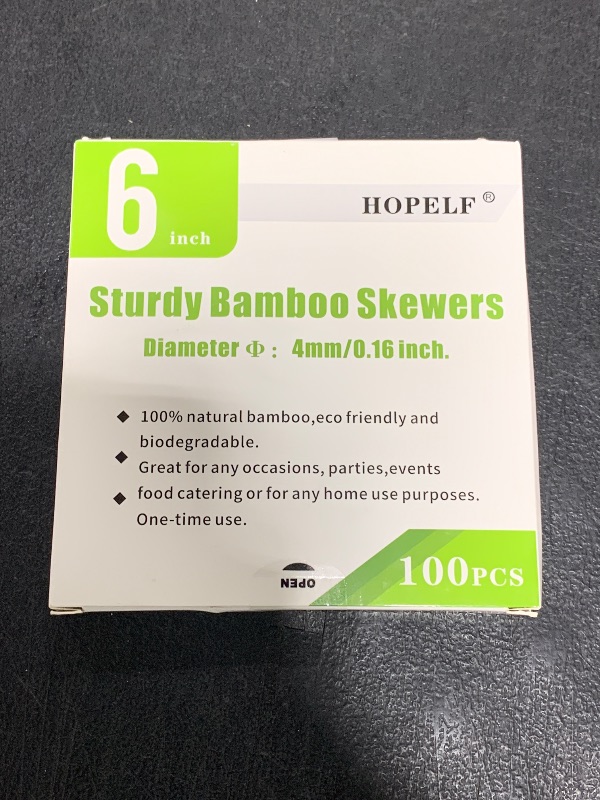 6 inch
HOPELF®
Sturdy Bamboo Skewers
Diameter Φ : 4mm/0.16 inch.
◆ 100% natural bamboo,eco friendly and
biodegradable.
◆ Great for any occasions, parties,events
◆ food catering or for any home use purposes.
One-time use.
OPEN
100PCS